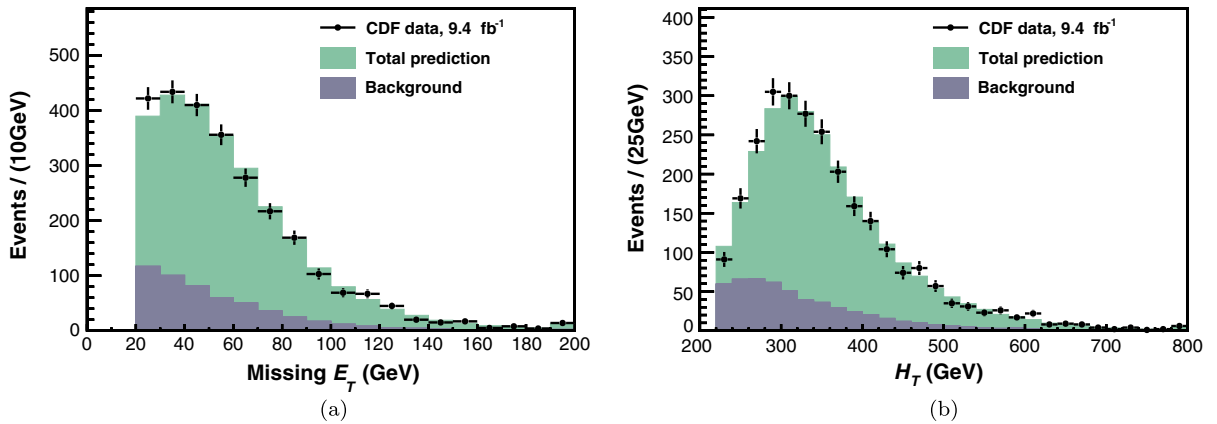 CDF data, 9.4 fb⁻¹
Total prediction
Background
Events / (10GeV)
500
400
300
200
100
0
0 20 40 60 80 100 120 140 160 180 200
Missing E_T (GeV)
(a)
CDF data, 9.4 fb⁻¹
Total prediction
Background
Events / (25GeV)
400
350
300
250
200
150
100
50
0
200 300 400 500 600 700 800
H_T (GeV)
(b)